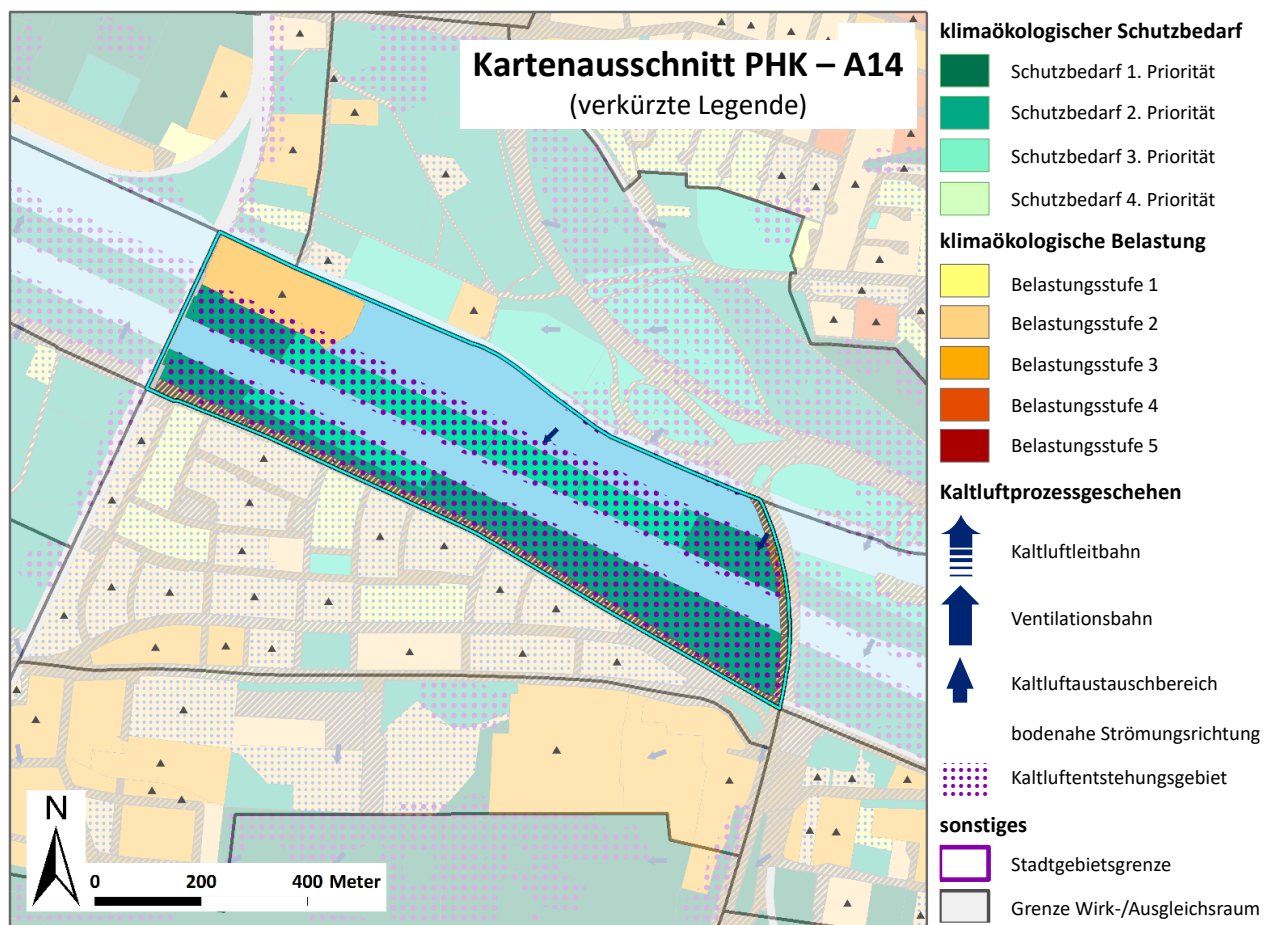 Kartenausschnitt PHK – A14
(verkürzte Legende)
klimaökologischer Schutzbedarf
Schutzbedarf 1. Priorität
Schutzbedarf 2. Priorität
Schutzbedarf 3. Priorität
Schutzbedarf 4. Priorität
klimaökologische Belastung
Belastungsstufe 1
Belastungsstufe 2
Belastungsstufe 3
Belastungsstufe 4
Belastungsstufe 5
Kaltluftprozessgeschehen
Kaltluftleitbahn
Ventilationsbahn
Kaltluftaustauschbereich
bodenahe Strömungsrichtung
Kaltluftentstehungsgebiet
sonstiges
Stadtgebietsgrenze
Grenze Wirk-/Ausgleichsraum
N
0 200 400 Meter